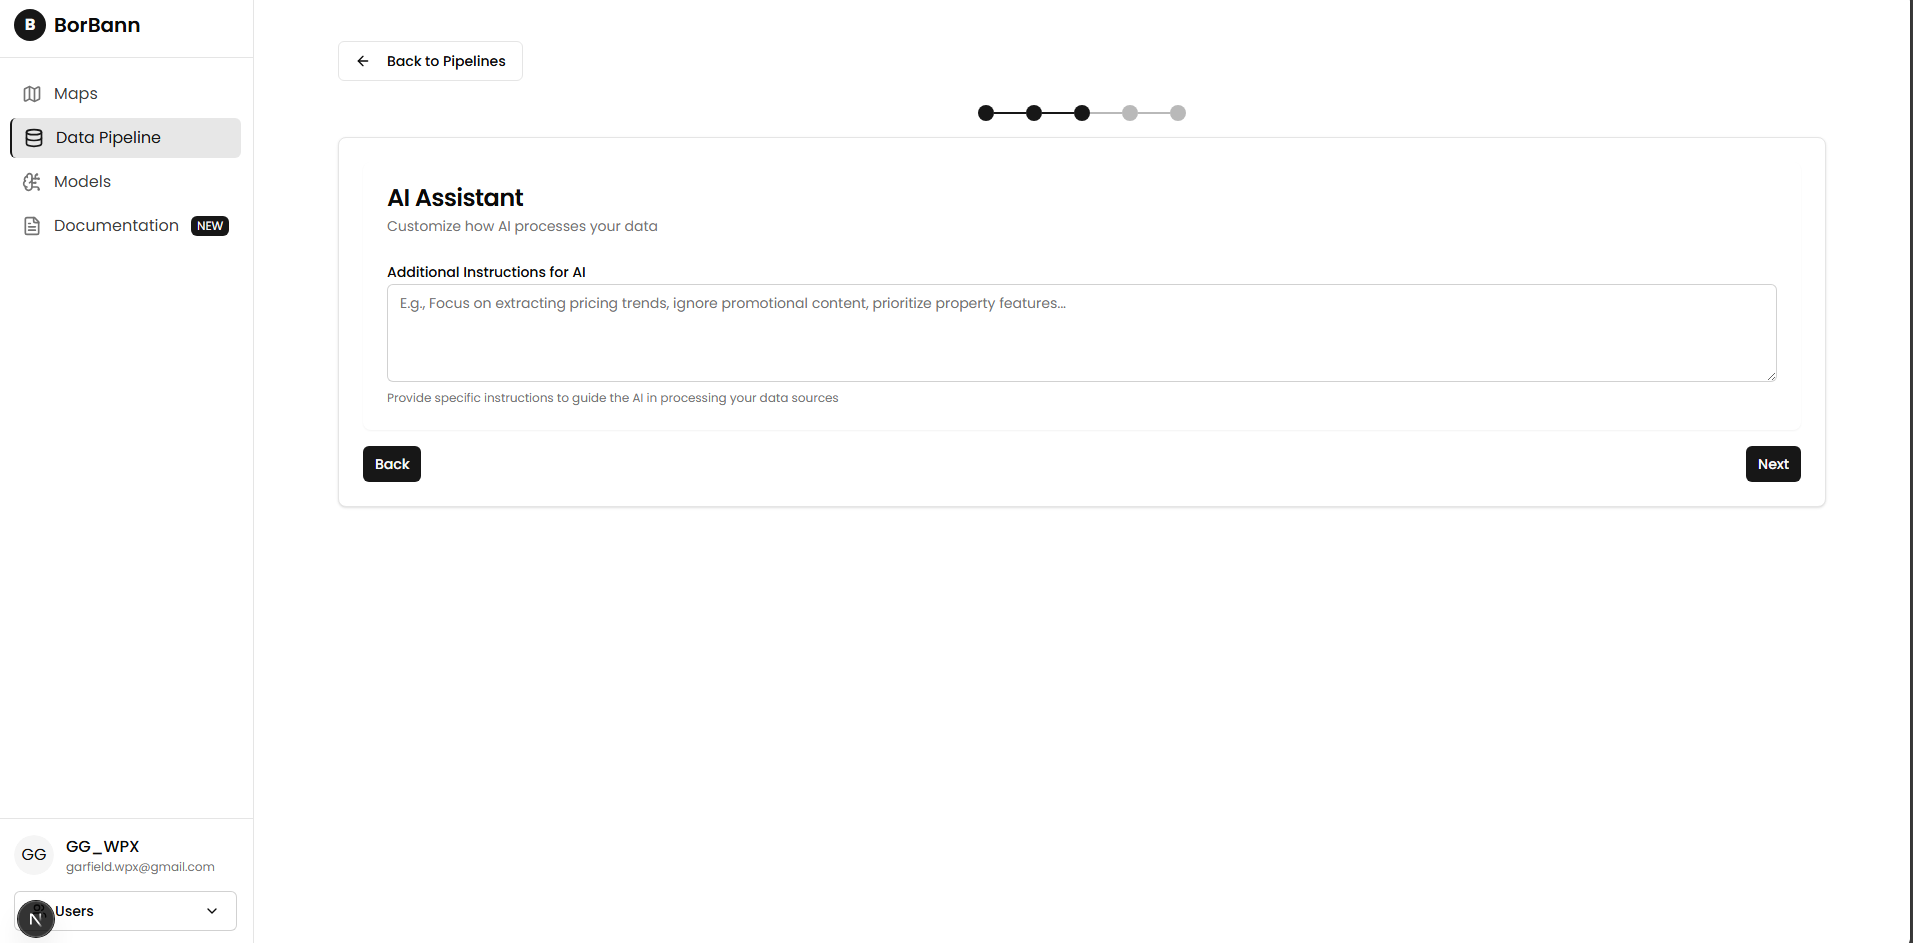 B BorBann
Maps
Data Pipeline
Models
Documentation NEW
GG GG_WPX
garfield.wpx@gmail.com
N Users
Back to Pipelines
AI Assistant
Customize how AI processes your data
Additional Instructions for AI
E.g., Focus on extracting pricing trends, ignore promotional content, prioritize property features...
Provide specific instructions to guide the AI in processing your data sources
Back Next